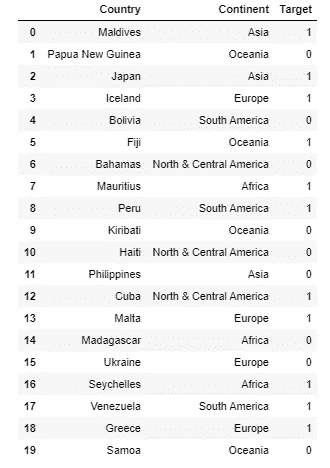 Country Continent Target
0 Maldives Asia 1
1 Papua New Guinea Oceania 0
2 Japan Asia 1
3 Iceland Europe 1
4 Bolivia South America 0
5 Fiji Oceania 1
6 Bahamas North & Central America 0
7 Mauritius Africa 1
8 Peru South America 1
9 Kiribati Oceania 0
10 Haiti North & Central America 0
11 Philippines Asia 0
12 Cuba North & Central America 1
13 Malta Europe 1
14 Madagascar Africa 0
15 Ukraine Europe 0
16 Seychelles Africa 1
17 Venezuela South America 1
18 Greece Europe 1
19 Samoa Oceania 0